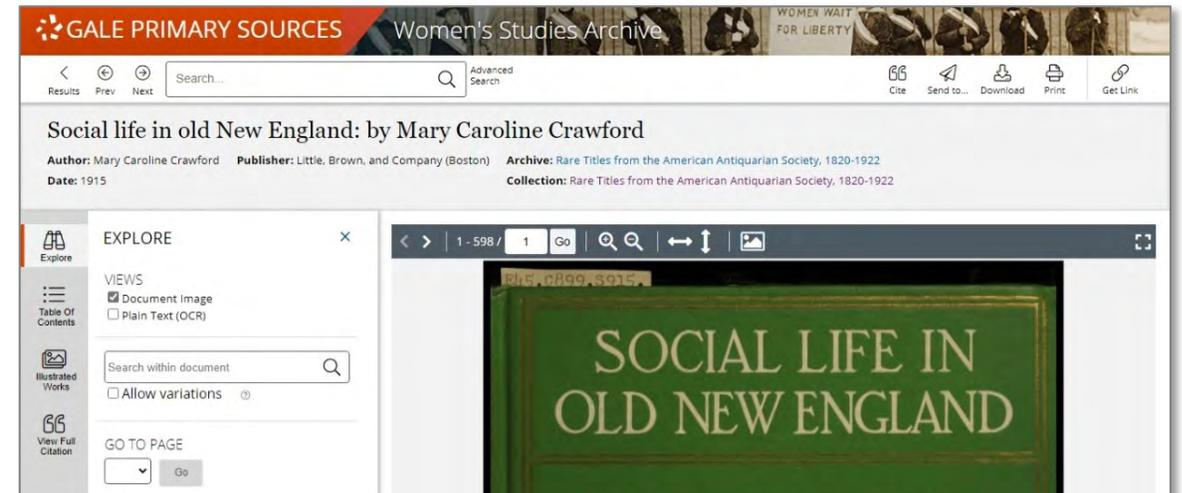 GALE PRIMARY SOURCES
Women's Studies Archive
WOMEN WAIT
FOR LIBERTY
Results
Prev
Next
Search...
Advanced
Search
Cite
Send to...
Download
Print
Get Link
Social life in old New England: by Mary Caroline Crawford
Author: Mary Caroline Crawford Publisher: Little, Brown, and Company (Boston) Archive: Rare Titles from the American Antiquarian Society, 1820-1922
Date: 1915 Collection: Rare Titles from the American Antiquarian Society, 1820-1922
Explore
Table Of
Contents
Illustrated
Works
View Full
Citation
EXPLORE
VIEWS
Document Image
Plain Text (OCR)
Search within document
Allow variations
GO TO PAGE
Go
1 - 598 / 1 Go
E45.C899.S915.
SOCIAL LIFE IN
OLD NEW ENGLAND